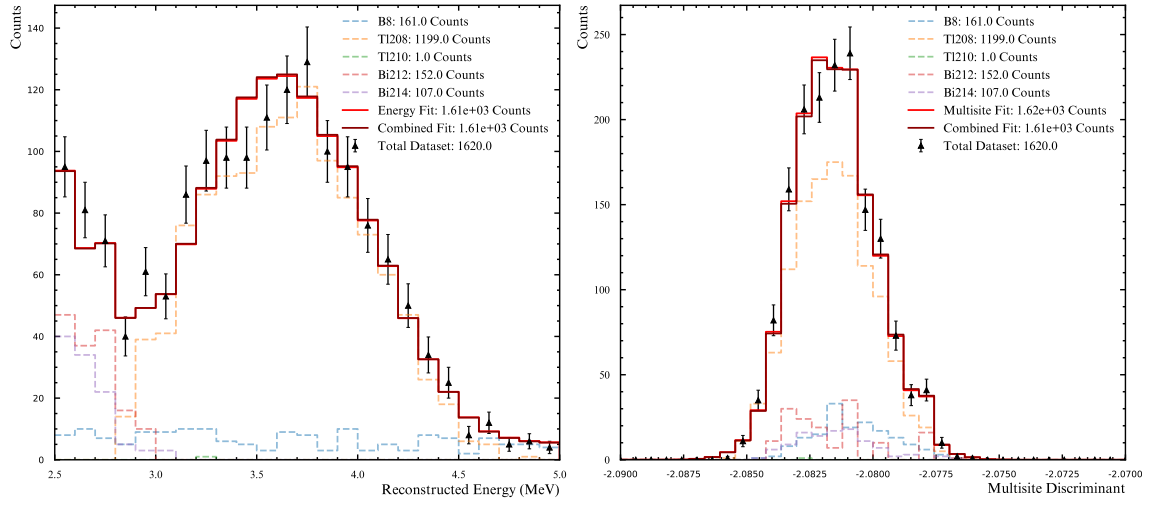 Counts
140
120
100
80
60
40
20
0
2.5
3.0
3.5
4.0
4.5
5.0
Reconstructed Energy (MeV)
B8: 161.0 Counts
Tl208: 1199.0 Counts
Tl210: 1.0 Counts
Bi212: 152.0 Counts
Bi214: 107.0 Counts
Energy Fit: 1.61e+03 Counts
Combined Fit: 1.61e+03 Counts
Total Dataset: 1620.0
Counts
250
200
150
100
50
0
-2.0900
-2.0875
-2.0850
-2.0825
-2.0800
-2.0775
-2.0750
-2.0725
-2.0700
Multisite Discriminant
B8: 161.0 Counts
Tl208: 1199.0 Counts
Tl210: 1.0 Counts
Bi212: 152.0 Counts
Bi214: 107.0 Counts
Multisite Fit: 1.62e+03 Counts
Combined Fit: 1.61e+03 Counts
Total Dataset: 1620.0